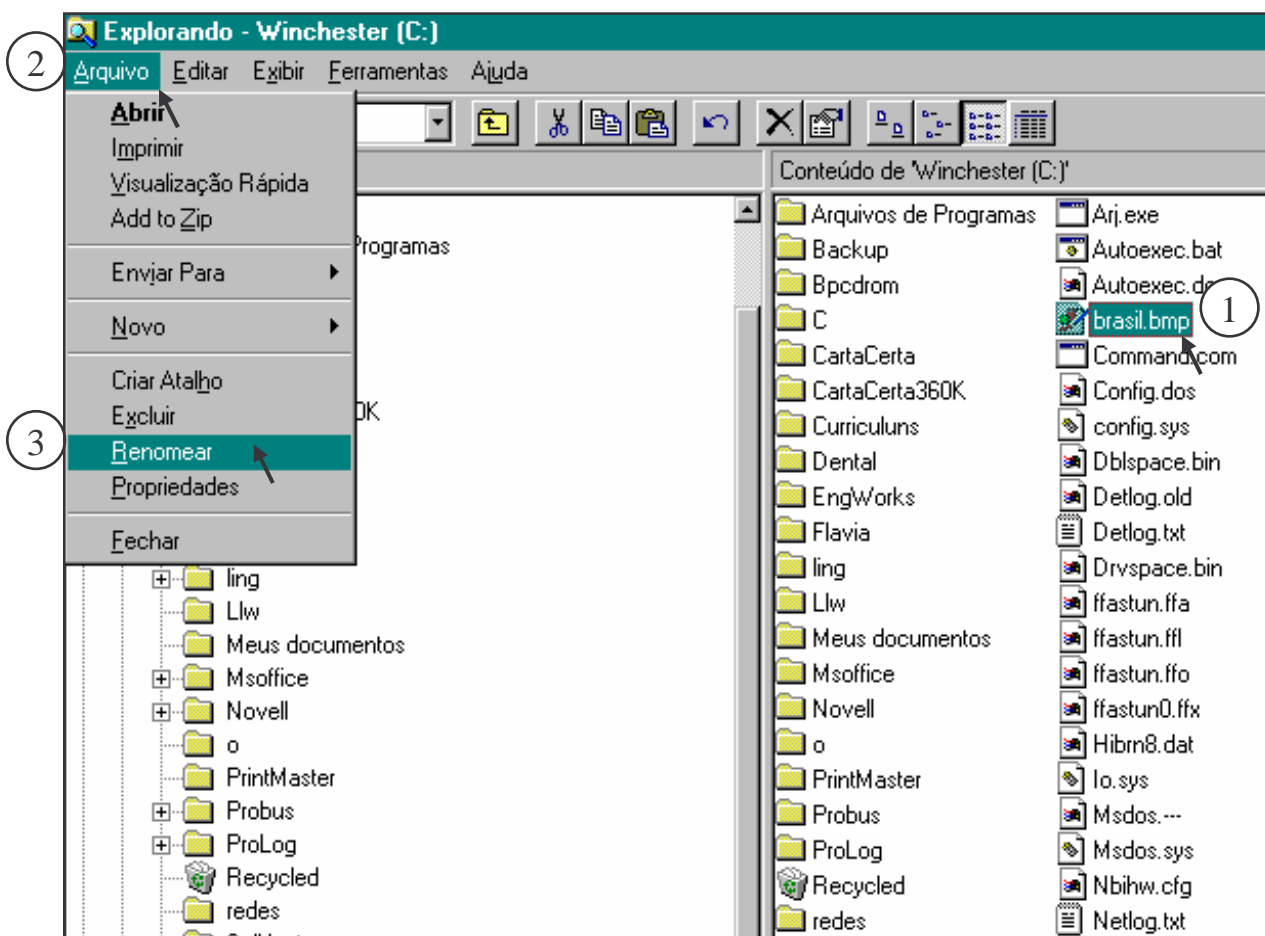 Explorando - Winchester (C:)
2
Arquivo Editar Exibir Ferramentas Ajuda
Abrir
Imprimir
Visualização Rápida
Add to Zip
Enviar Para
Novo
Criar Atalho
Excluir
3
Renomear
Propriedades
Fechar
ling
Llw
Meus documentos
Msoffice
Novell
o
PrintMaster
Probus
ProLog
Recycled
redes
Conteúdo de 'Winchester (C:)'
Arquivos de Programas
Backup
Bpcdrom
C
CartaCerta
CartaCerta360K
Curriculuns
Dental
EngWorks
Flavia
ling
Llw
Meus documentos
Msoffice
Novell
o
PrintMaster
Probus
ProLog
Recycled
redes
Arj.exe
Autoexec.bat
Autoexec.do
brasil.bmp
1
Command.com
Config.dos
config.sys
Dblspace.bin
Detlog.old
Detlog.txt
Drvspace.bin
ffastun.ffa
ffastun.ffl
ffastun.ffo
ffastun0.ffx
Hibrn8.dat
Io.sys
Msdos.---
Msdos.sys
Nbihw.cfg
Netlog.txt